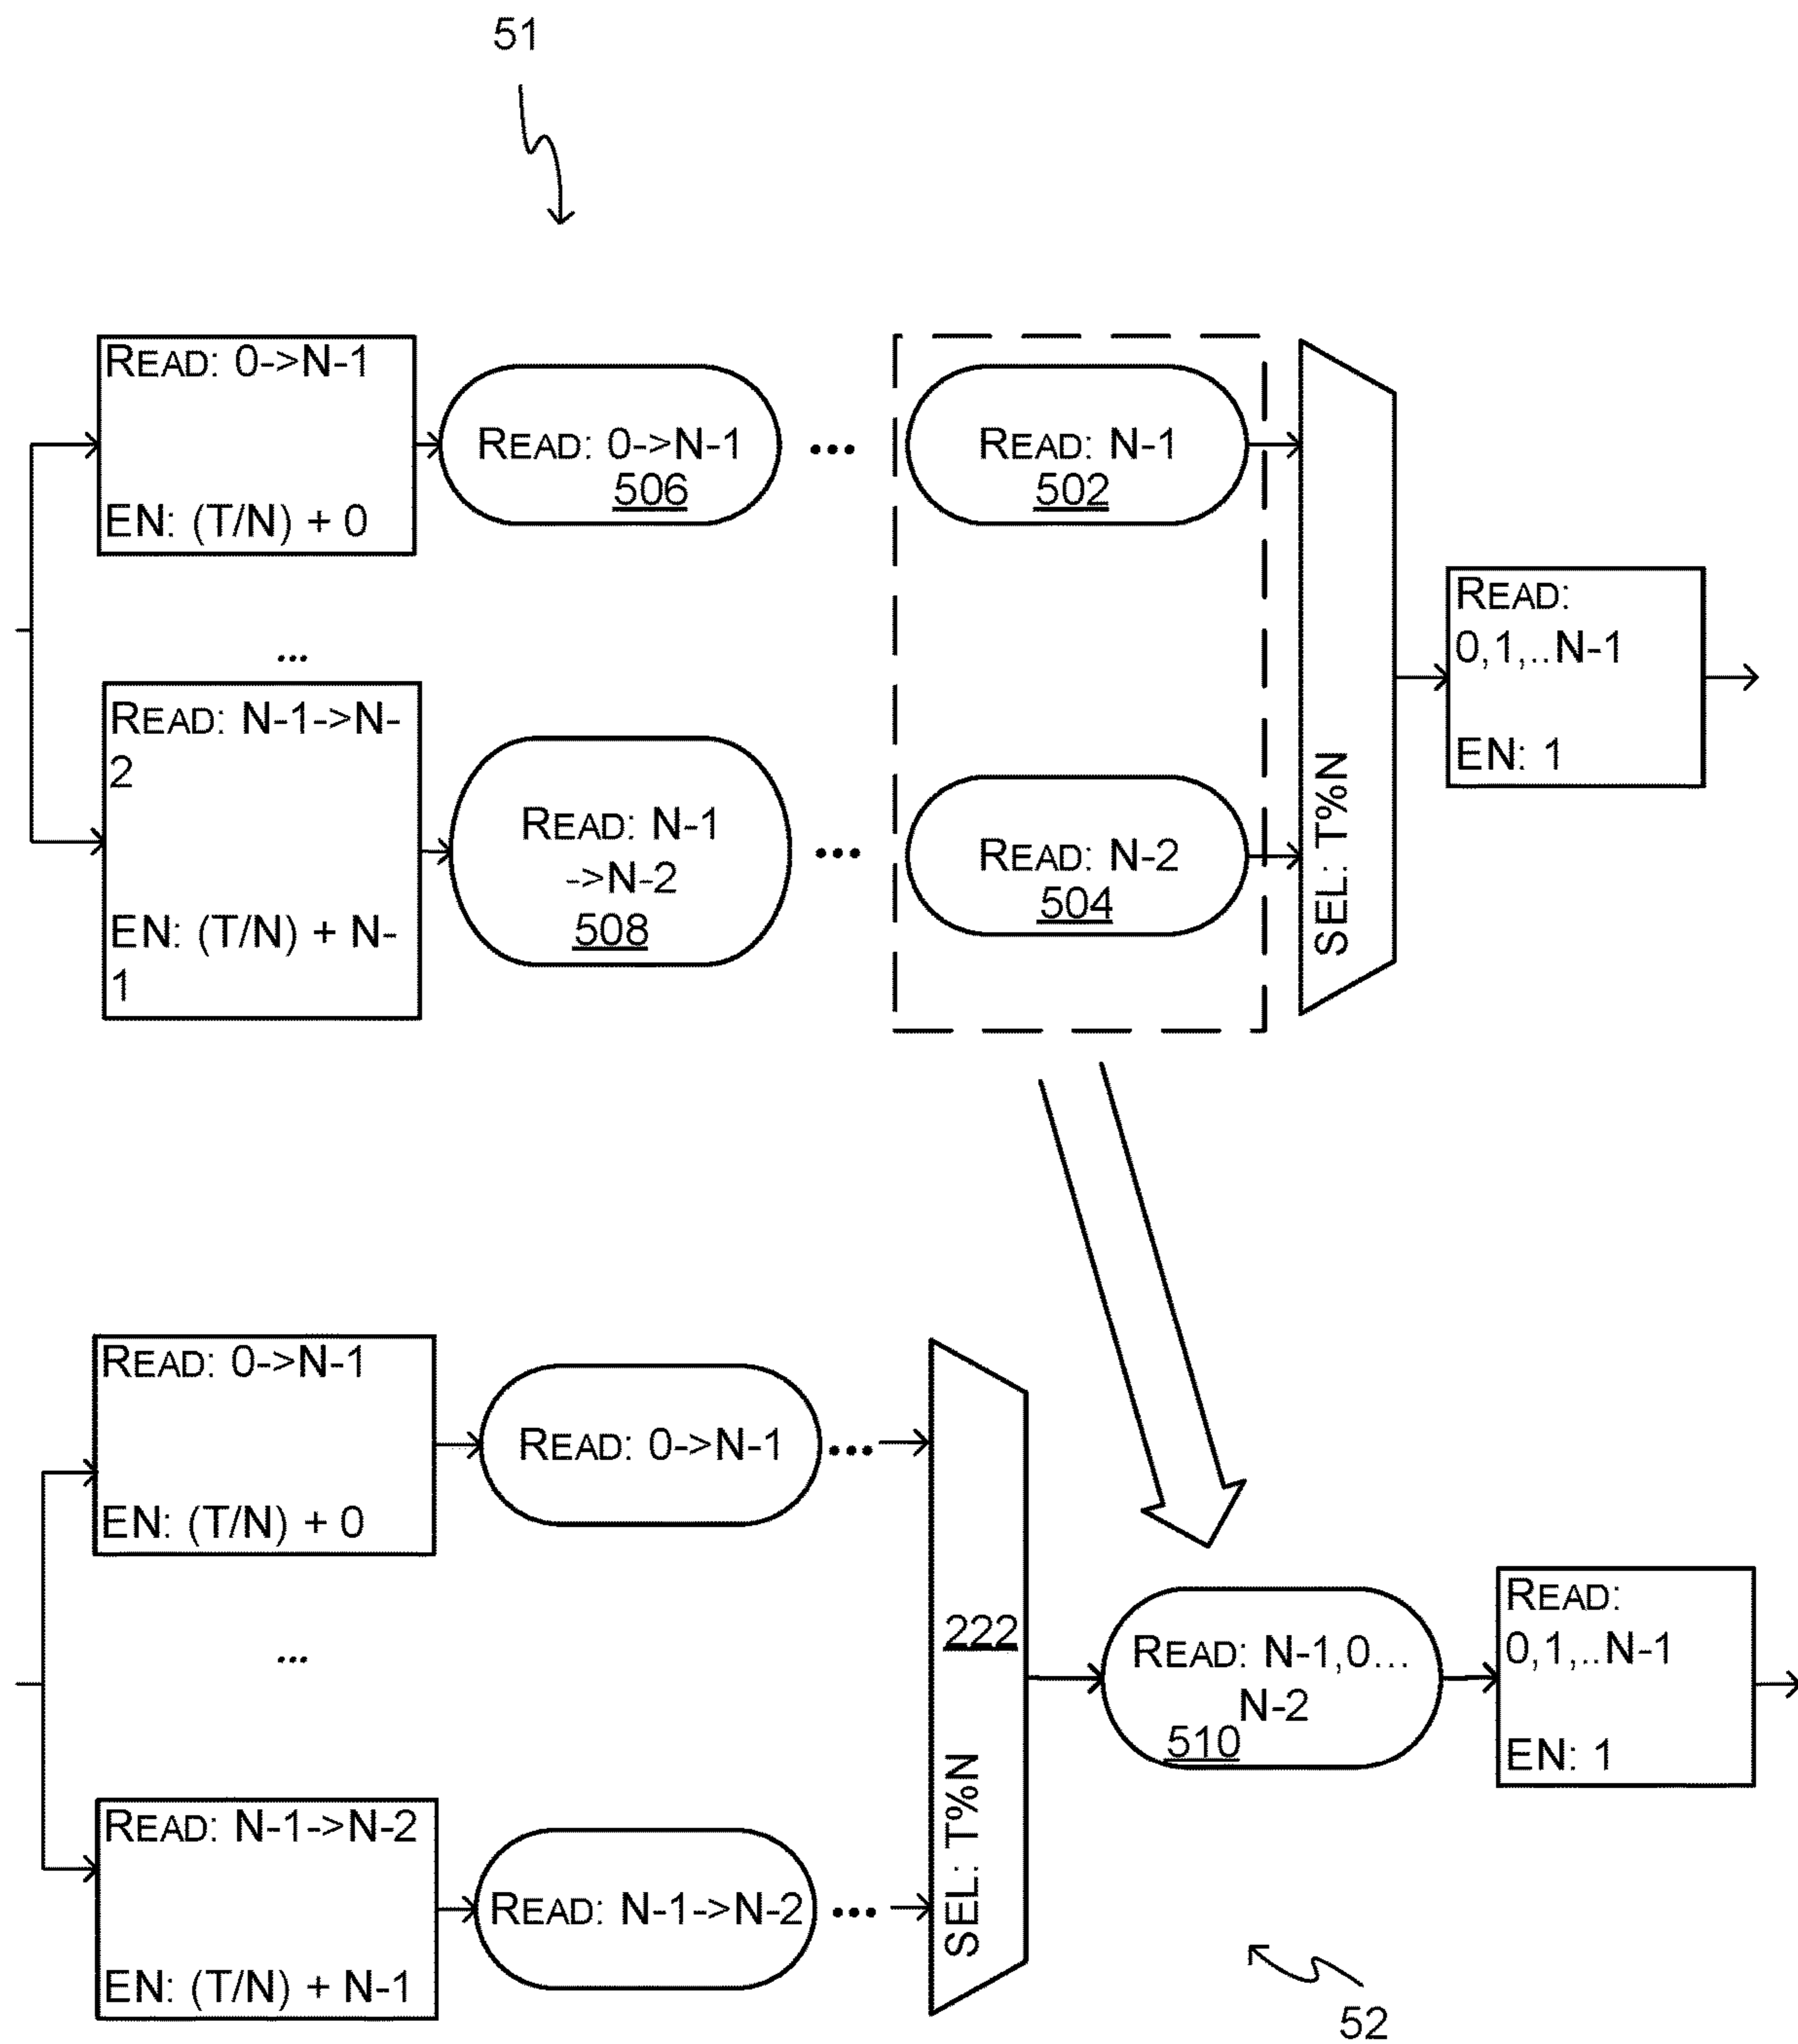 51
READ: 0->N-1
EN: (T/N) + 0
READ: 0->N-1
506
...
READ: N-1
502
...
READ: N-1->N-
2
EN: (T/N) + N-
1
READ: N-1
->N-2
508
...
READ: N-2
504
SEL: T%N
READ:
0,1,..N-1
EN: 1
READ: 0->N-1
EN: (T/N) + 0
READ: 0->N-1
...
...
READ: N-1->N-2
EN: (T/N) + N-1
READ: N-1->N-2
...
222
SEL: T%N
READ: N-1,0...
N-2
510
READ:
0,1,..N-1
EN: 1
52